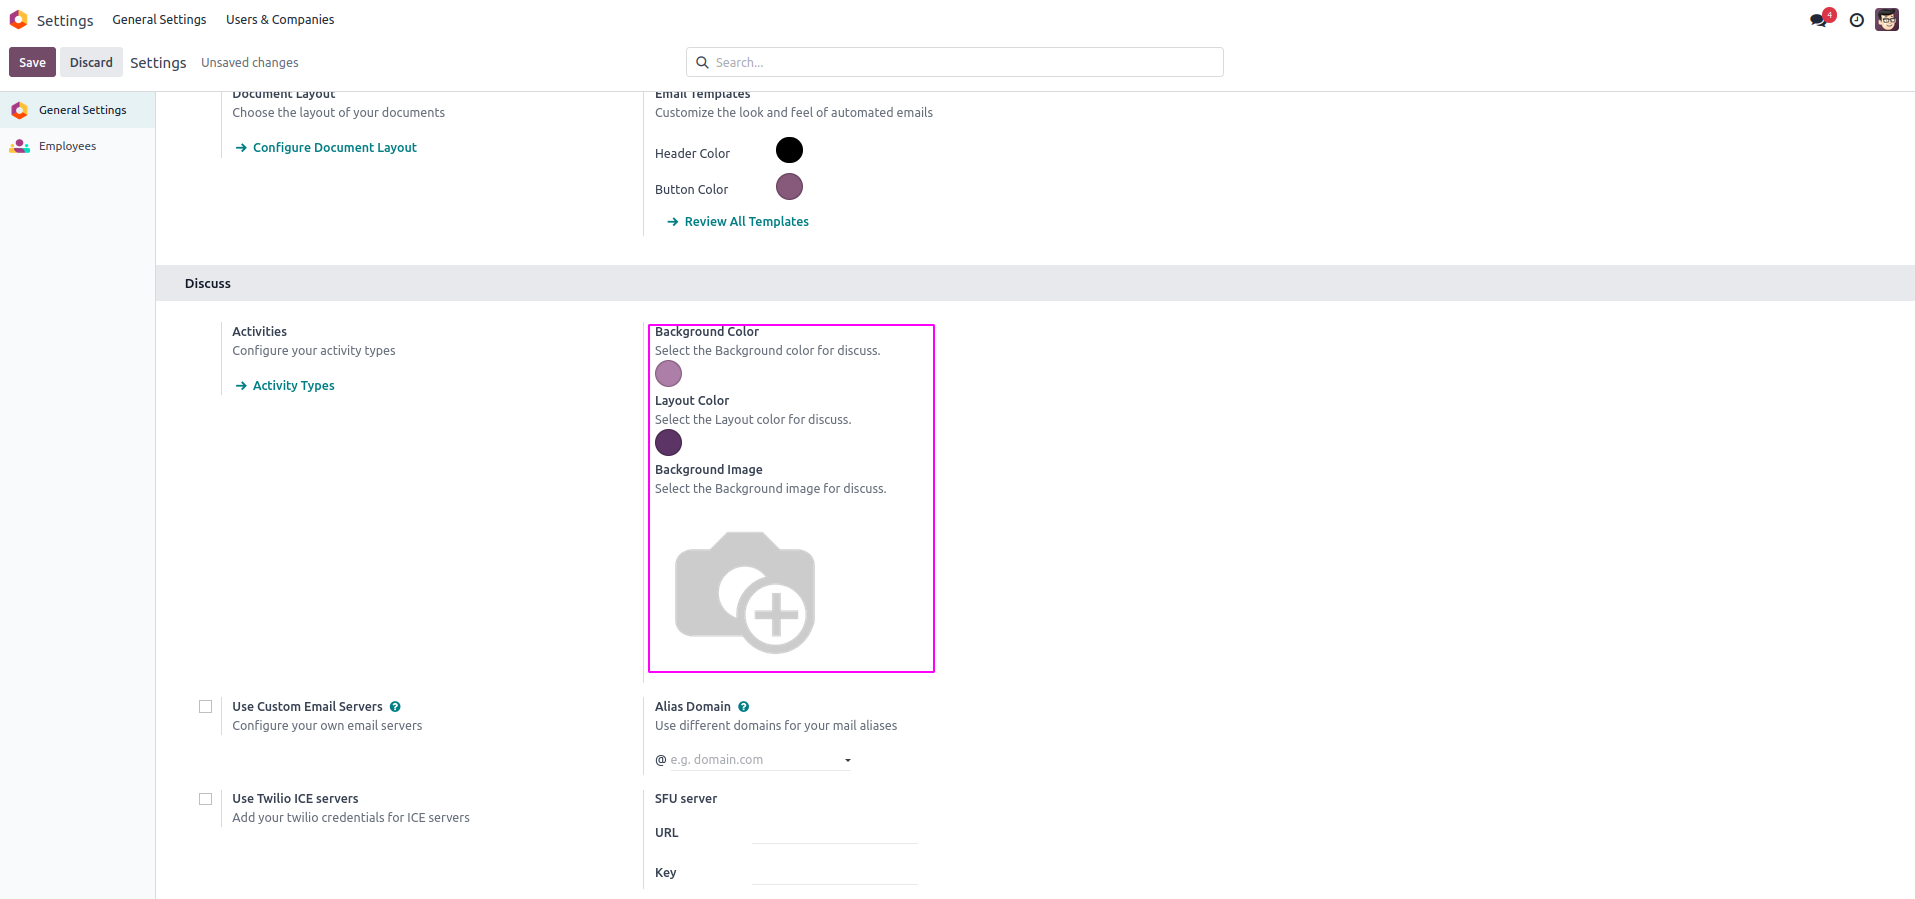 Settings General Settings Users & Companies 4
Save Discard Settings Unsaved changes Search...
General Settings
Employees
Document Layout
Choose the layout of your documents
Configure Document Layout
Email Templates
Customize the look and feel of automated emails
Header Color
Button Color
Review All Templates
Discuss
Activities
Configure your activity types
Activity Types
Background Color
Select the Background color for discuss.
Layout Color
Select the Layout color for discuss.
Background Image
Select the Background image for discuss.
Use Custom Email Servers ?
Configure your own email servers
Alias Domain ?
Use different domains for your mail aliases
@ e.g. domain.com
Use Twilio ICE servers
Add your twilio credentials for ICE servers
SFU server
URL
Key